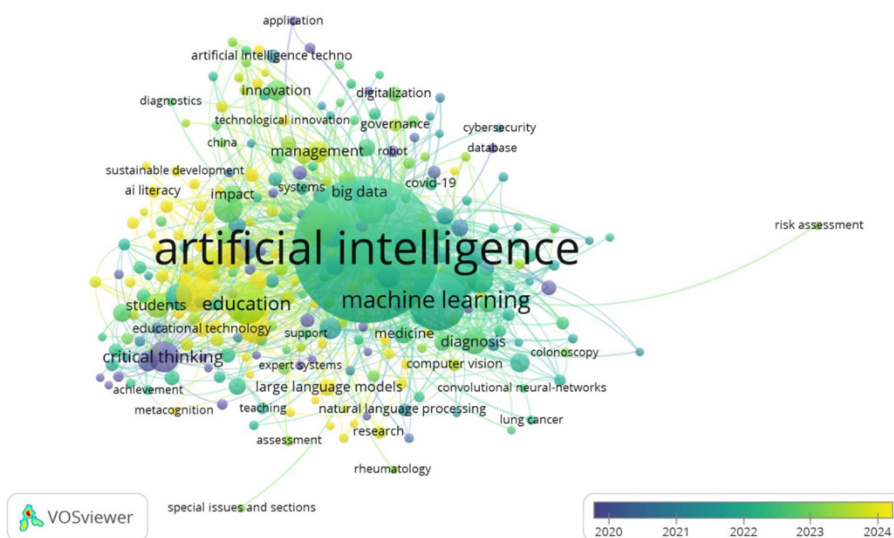 application
artificial intelligence techno
innovation
digitalization
diagnostics
technological innovation
governance
cybersecurity
china
management
robot
database
sustainable development
ai literacy
impact
systems
big data
covid-19
risk assessment
artificial intelligence
machine learning
students
education
educational technology
support
medicine
diagnosis
critical thinking
expert systems
computer vision
colonoscopy
achievement
large language models
convolutional neural-networks
metacognition
teaching
natural language processing
lung cancer
assessment
research
rheumatology
special issues and sections
VOSviewer
2020 2021 2022 2023 2024